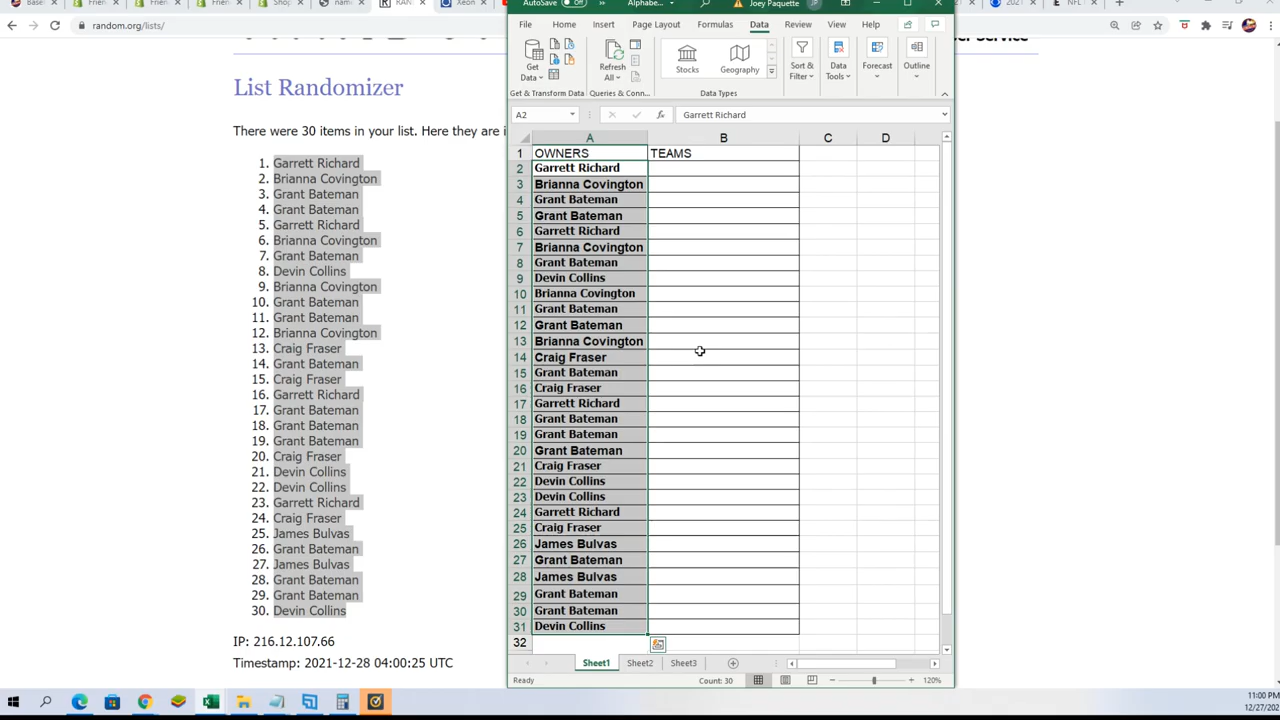 AutoSave Off Alphabe... Joey Paquette
random.org/lists/
File Home Insert Page Layout Formulas Data Review View Help
Get Data Refresh All Stocks Geography Sort & Filter Data Tools Forecast Outline
Get & Transform Data Queries & Conn... Data Types
A2 fx Garrett Richard
List Randomizer
There were 30 items in your list. Here they are i
1. Garrett Richard
2. Brianna Covington
3. Grant Bateman
4. Grant Bateman
5. Garrett Richard
6. Brianna Covington
7. Grant Bateman
8. Devin Collins
9. Brianna Covington
10. Grant Bateman
11. Grant Bateman
12. Brianna Covington
13. Craig Fraser
14. Grant Bateman
15. Craig Fraser
16. Garrett Richard
17. Grant Bateman
18. Grant Bateman
19. Grant Bateman
20. Craig Fraser
21. Devin Collins
22. Devin Collins
23. Garrett Richard
24. Craig Fraser
25. James Bulvas
26. Grant Bateman
27. James Bulvas
28. Grant Bateman
29. Grant Bateman
30. Devin Collins
IP: 216.12.107.66
Timestamp: 2021-12-28 04:00:25 UTC
A B C D
1 OWNERS TEAMS
2 Garrett Richard
3 Brianna Covington
4 Grant Bateman
5 Grant Bateman
6 Garrett Richard
7 Brianna Covington
8 Grant Bateman
9 Devin Collins
10 Brianna Covington
11 Grant Bateman
12 Grant Bateman
13 Brianna Covington
14 Craig Fraser
15 Grant Bateman
16 Craig Fraser
17 Garrett Richard
18 Grant Bateman
19 Grant Bateman
20 Grant Bateman
21 Craig Fraser
22 Devin Collins
23 Devin Collins
24 Garrett Richard
25 Craig Fraser
26 James Bulvas
27 Grant Bateman
28 James Bulvas
29 Grant Bateman
30 Grant Bateman
31 Devin Collins
32
Sheet1 Sheet2 Sheet3
Ready Count: 30 120%
11:00 PM
12/27/202